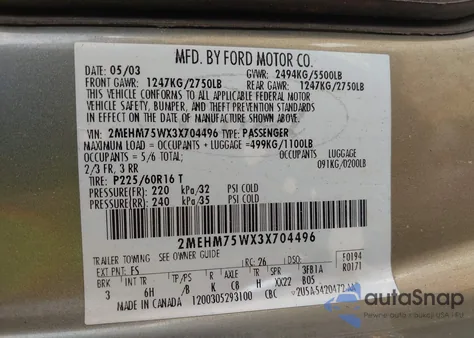 MFD. BY FORD MOTOR CO.
DATE: 05/03 GVWR: 2494KG/5500LB
FRONT GAWR: 1247KG/2750LB REAR GAWR: 1247KG/2750LB
THIS VEHICLE CONFORMS TO ALL APPLICABLE FEDERAL MOTOR
VEHICLE SAFETY, BUMPER, AND THEFT PREVENTION STANDARDS
IN EFFECT ON THE DATE OF MANUFACTURE SHOWN ABOVE.
VIN: 2MEHM75WX3X704496 TYPE: PASSENGER
MAXIMUM LOAD = OCCUPANTS + LUGGAGE = 499KG/1100LB
OCCUPANTS = 5/6 TOTAL: OCCUPANTS LUGGAGE
2/3 FR, 3 RR 091KG/0200LB
TIRE: P225/60R16 T
PRESSURE(FR) 220 kPa/32 PSI COLD
PRESSURE(RR) 240 kPa/35 PSI COLD
2MEHM75WX3X704496
TRAILER TOWING - SEE OWNER GUIDE
EXT PNT: FS RC: 26 DSO: F0194
BRK INT TR TP/PS R AXLE TR SPR 3FB1A R0171
3 6H B K CB H XX22 BOS
MADE IN CANADA 1200305293100 CBC
autoSnap